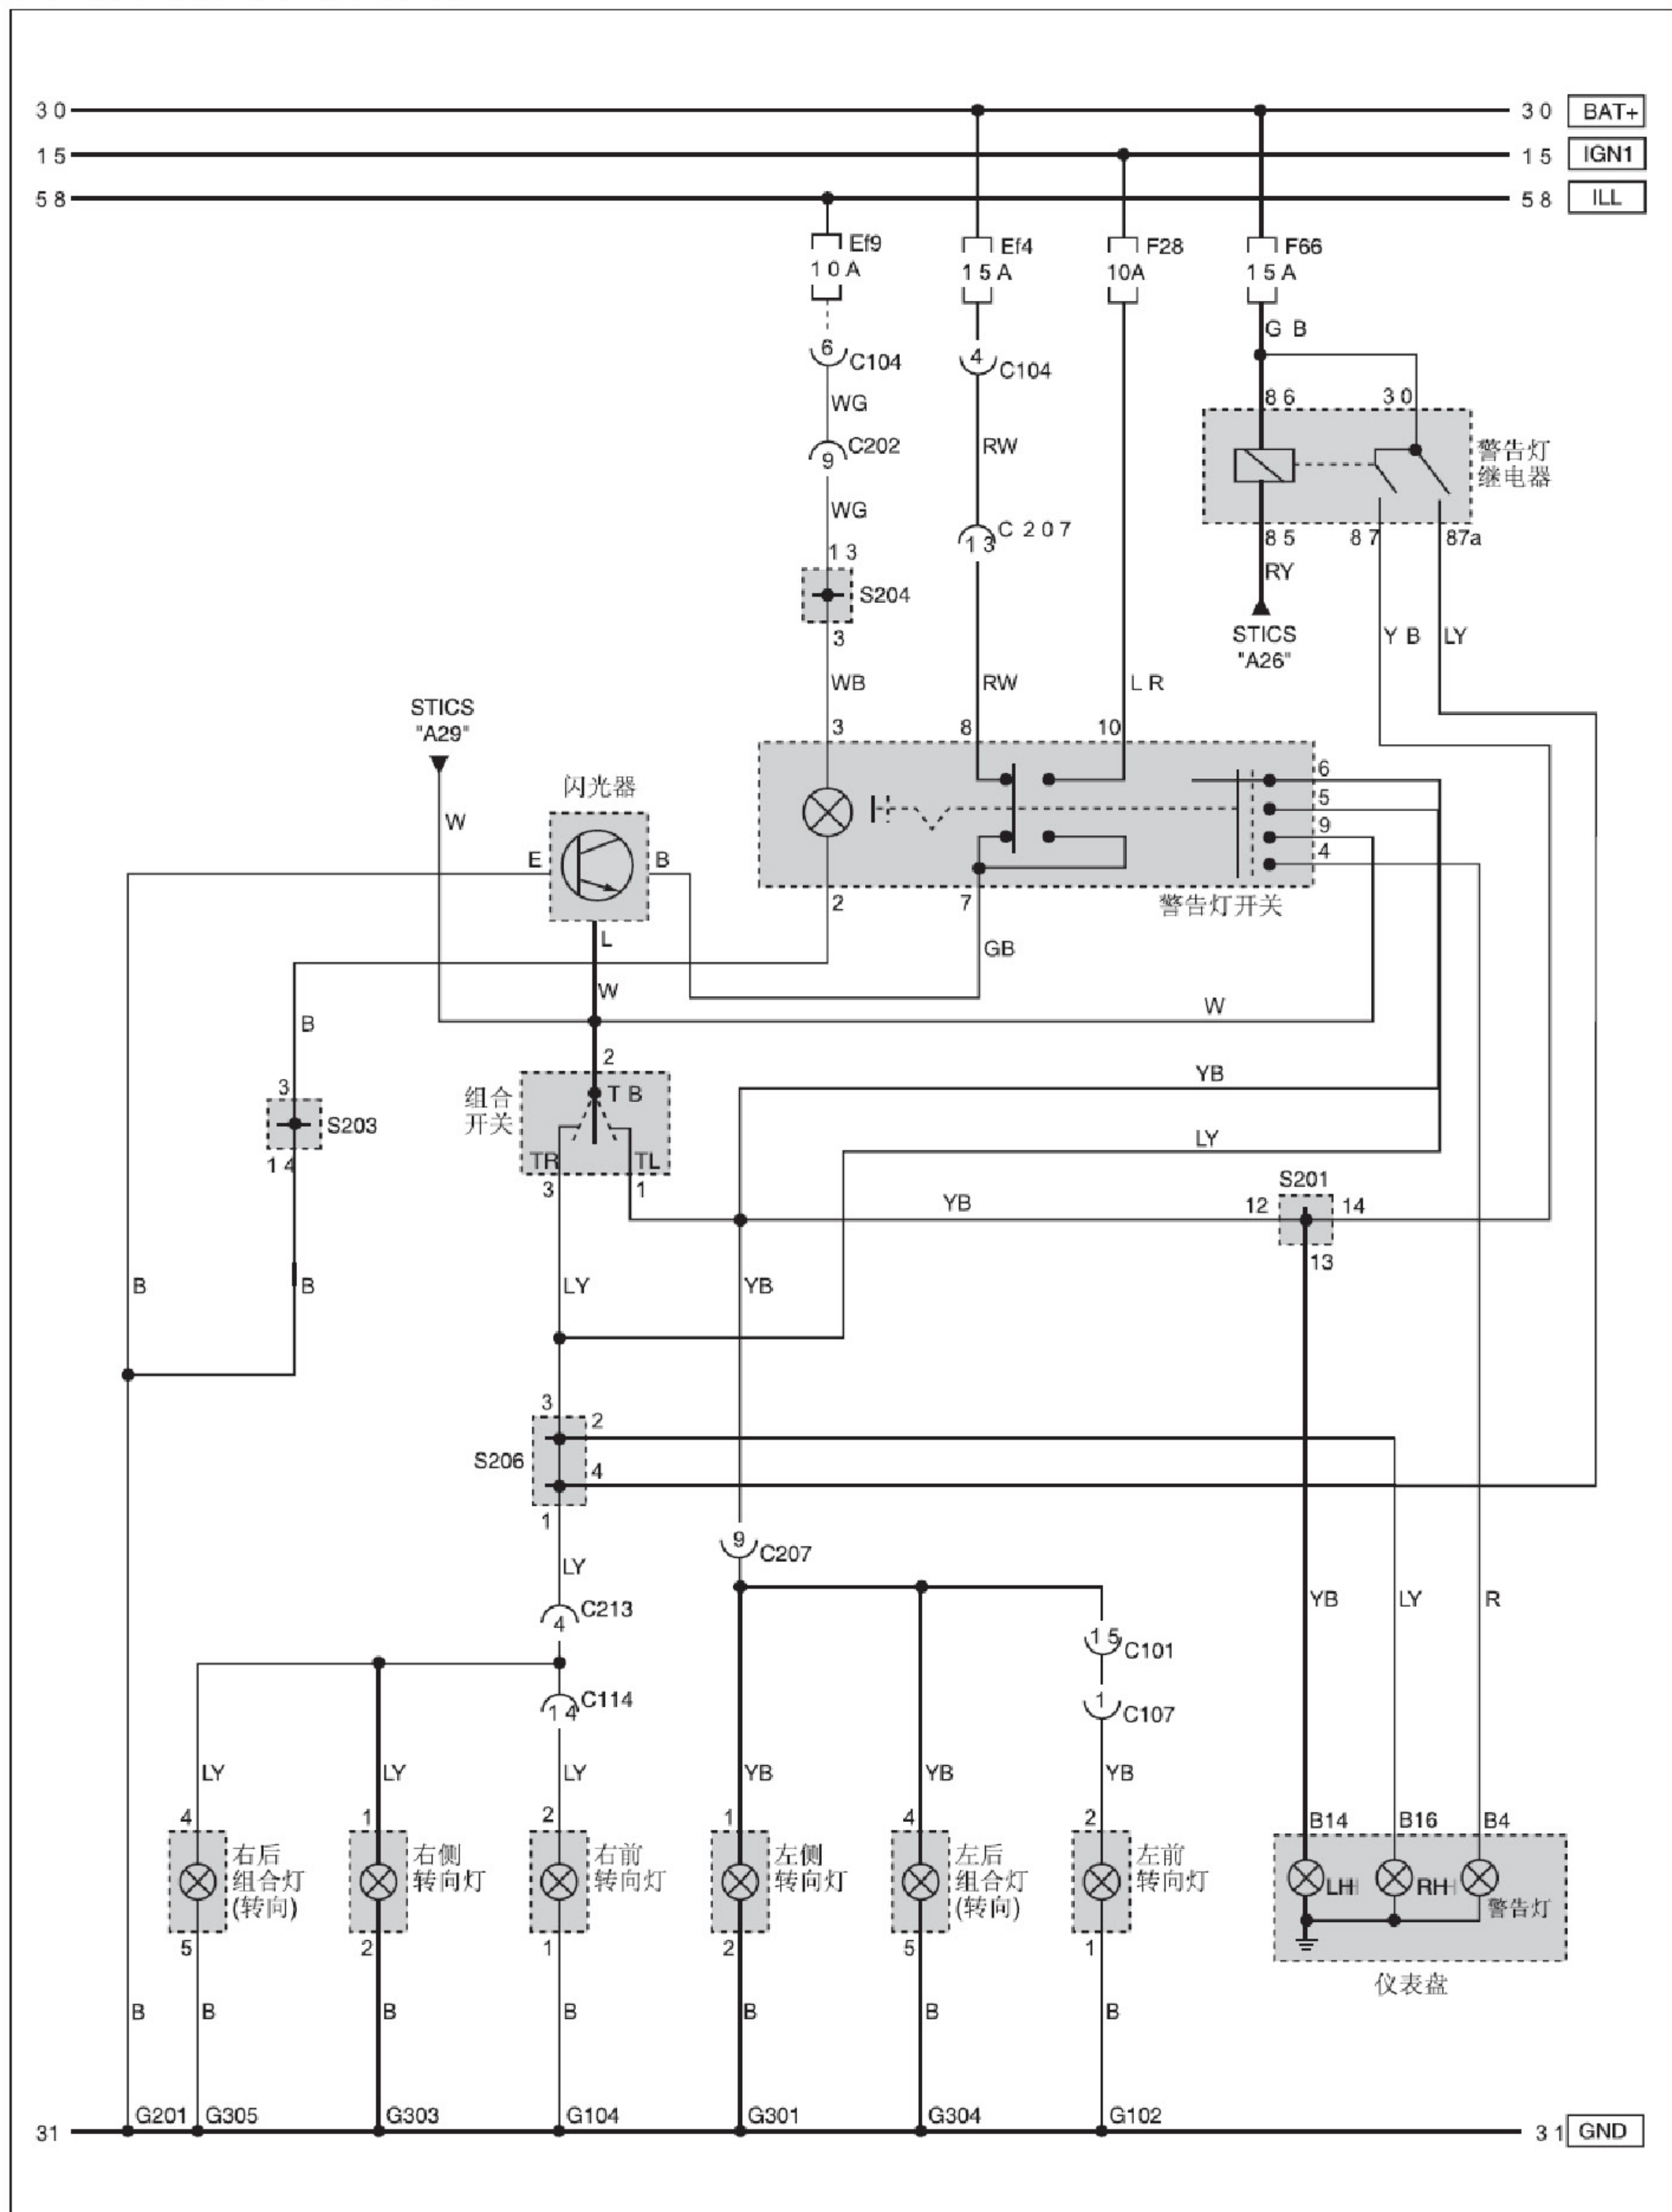 30
30
BAT+
15
15
IGN1
58
58
ILL
Ef9
10A
Ef4
15A
F28
10A
F66
15A
GB
6
C104
4
C104
86
30
WG
C202
9
RW
警告灯
继电器
WG
C207
13
85
87
87a
13
S204
3
RY
STICS
"A26"
YB
LY
WB
RW
LR
STICS
"A29"
3
8
10
W
闪光器
E
B
L
6
5
9
4
2
7
警告灯开关
GB
W
W
B
2
组合
开关
TB
TR
TL
3
1
YB
LY
3
S203
14
YB
S201
12
14
13
B
B
LY
YB
3
2
S206
4
1
LY
9
C207
C213
4
C114
14
15
C101
1
C107
YB
LY
R
LY
LY
LY
YB
YB
YB
4
1
2
1
4
2
B14
B16
B4
右后
组合灯
(转向)
右侧
转向灯
右前
转向灯
左侧
转向灯
左后
组合灯
(转向)
左前
转向灯
LH
RH
警告灯
5
2
1
2
5
1
仪表盘
B
B
B
B
B
B
B
G201
G305
G303
G104
G301
G304
G102
31
31
GND